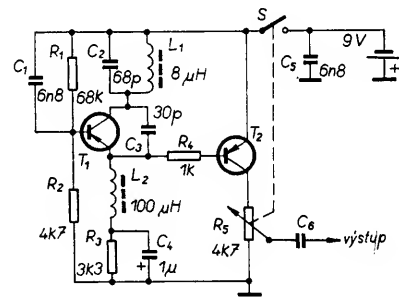 S
C1
6n8
R1
68k
C2
68p
L1
8 µH
C5
6n8
9V
+
30p
C3
T1
R4
1k
T2
R2
4k7
L2
100 µH
R3
3k3
C4
+
1µ
R5
4k7
C6
výstup